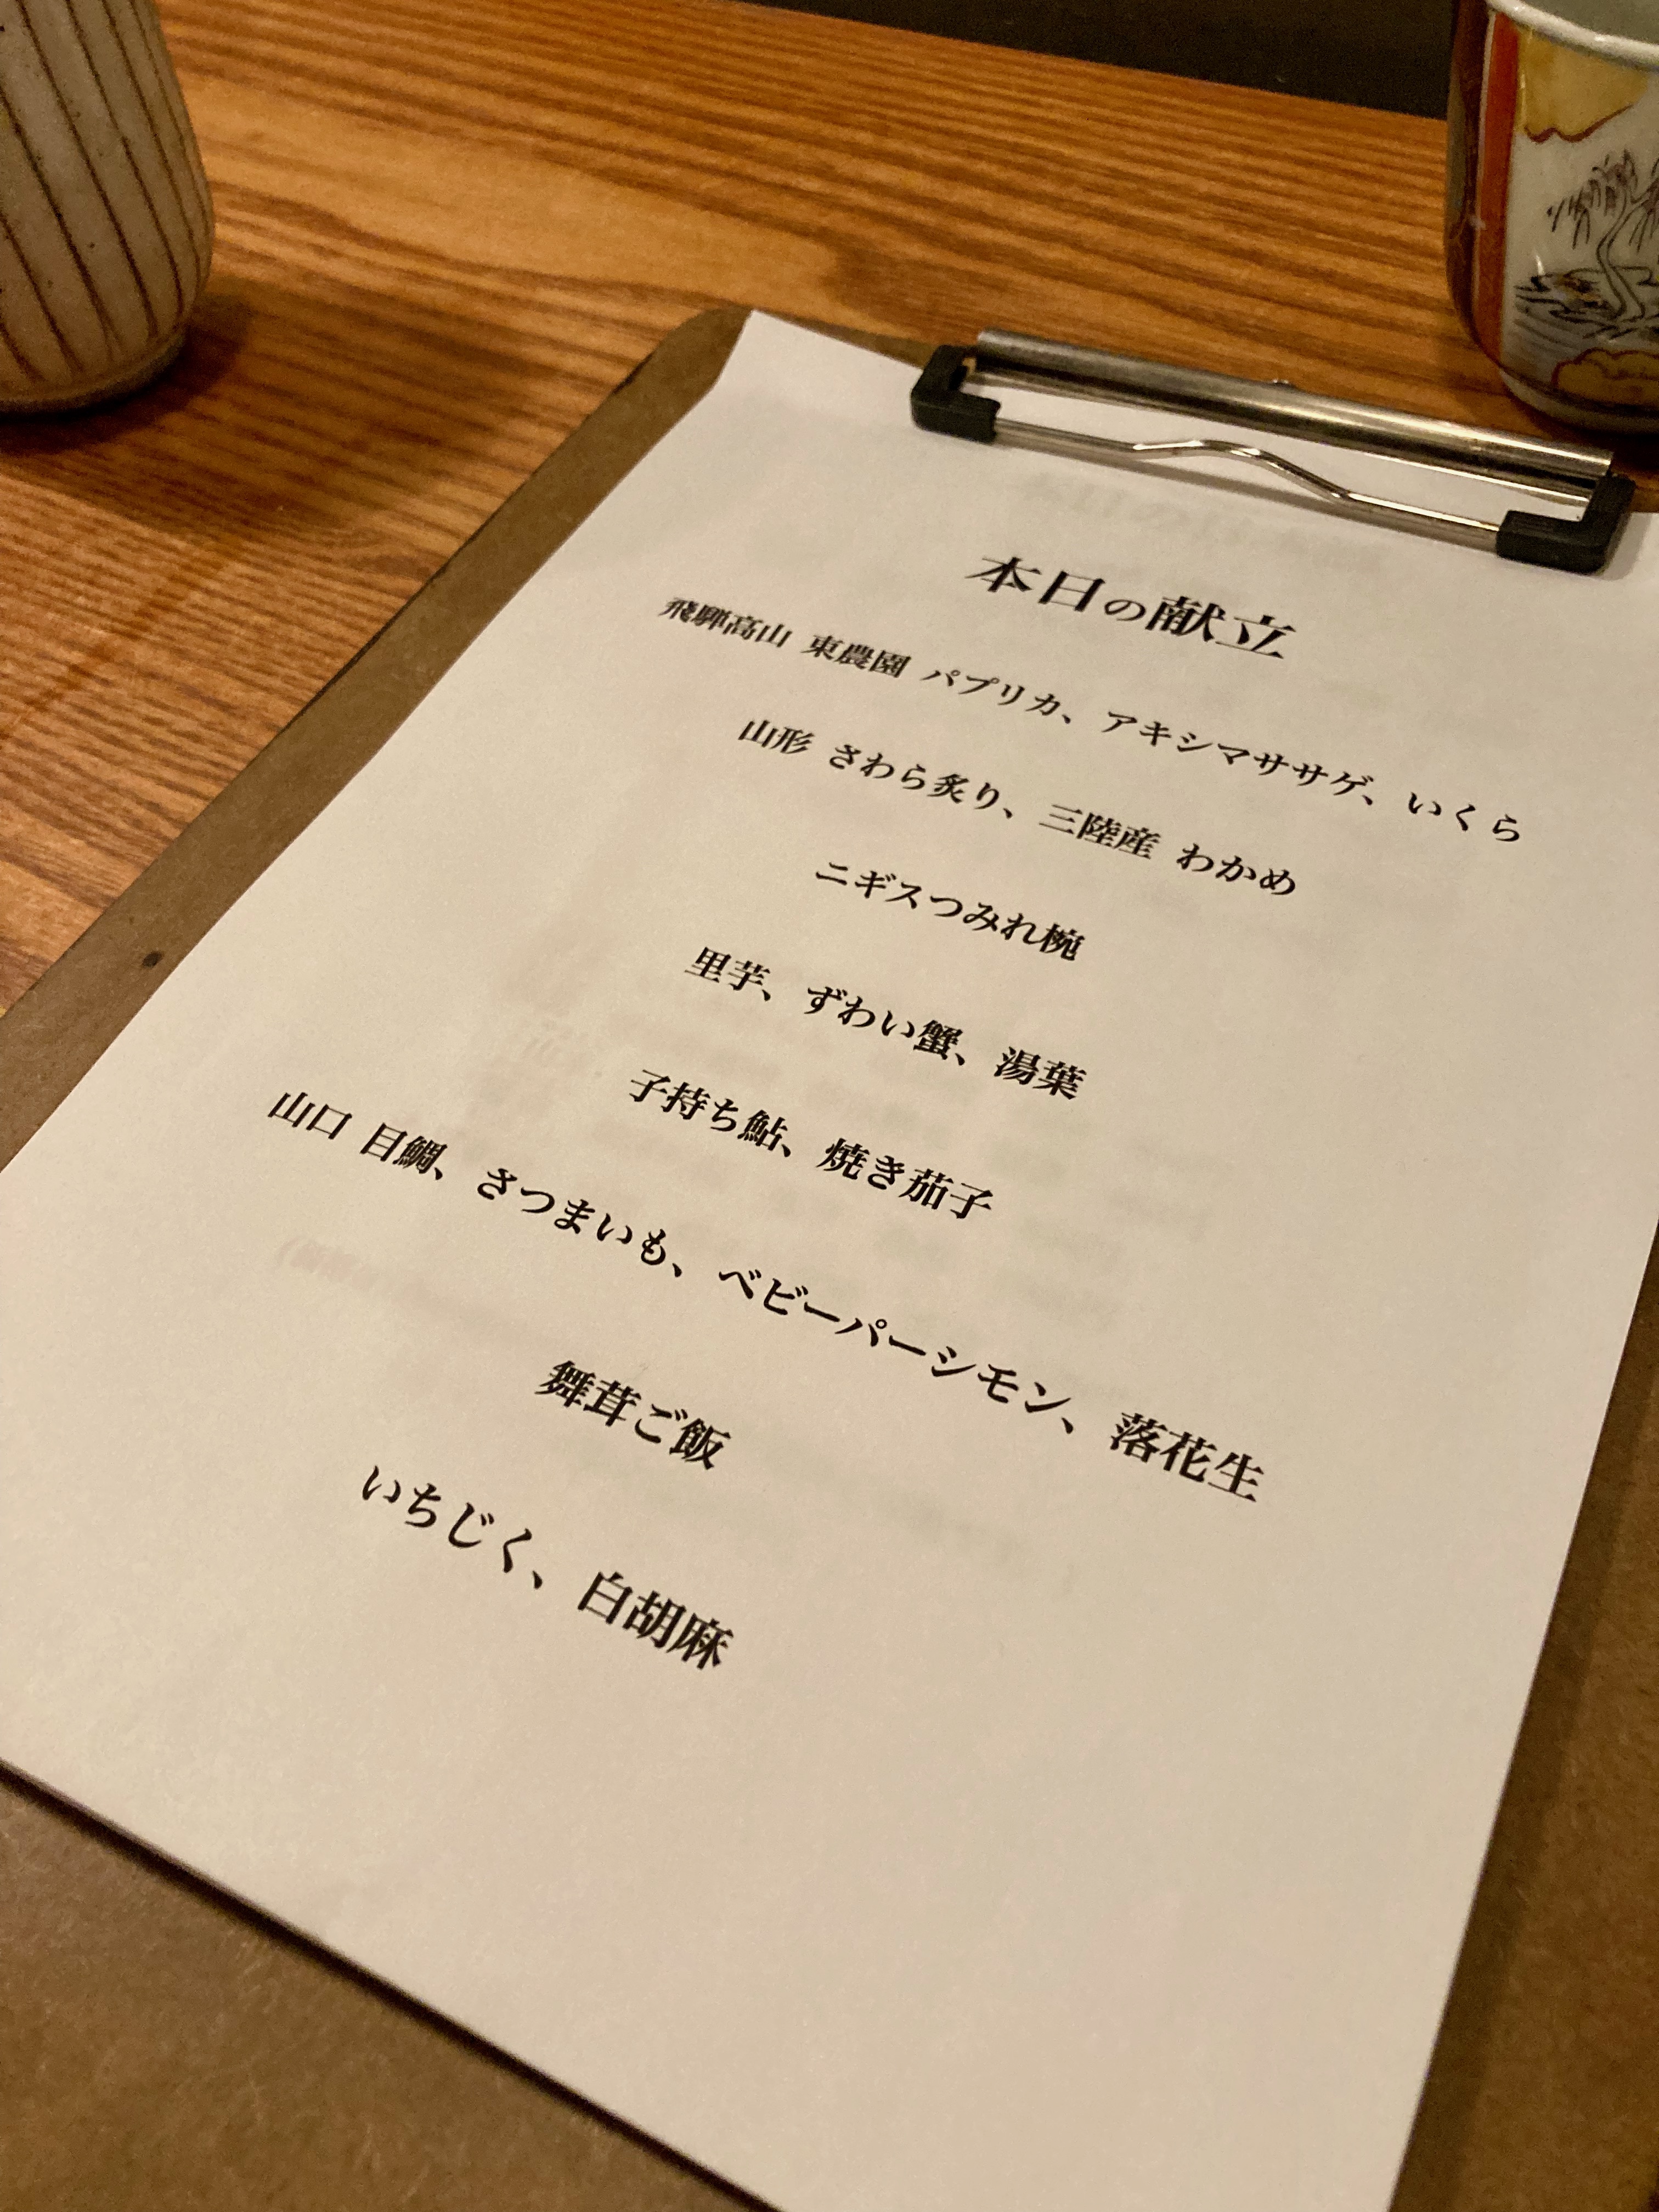 本日の献立
飛騨高山 東農園 パプリカ、アキシマササゲ、いくら
山形 さわら炙り、三陸産 わかめ
ニギスつみれ椀
里芋、ずわい蟹、湯葉
子持ち鮎、焼き茄子
山口 目鯛、さつまいも、ベビーパーシモン、落花生
舞茸ご飯
いちじく、白胡麻